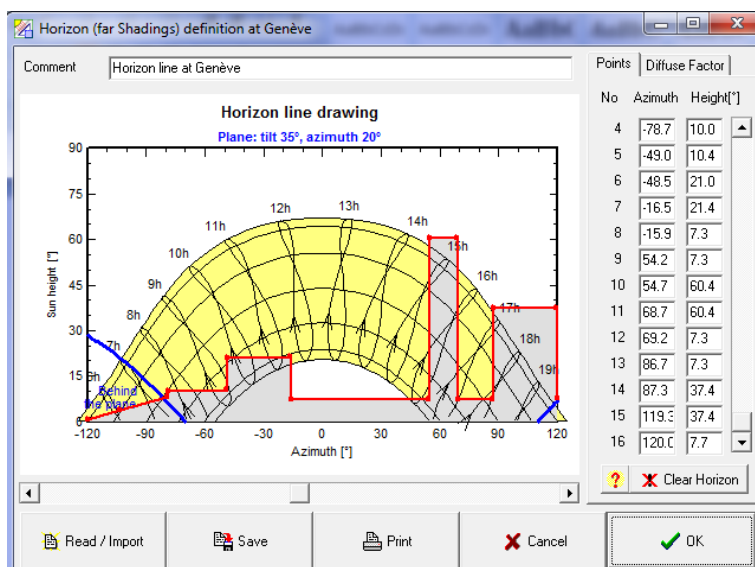 Horizon (far Shadings) definition at Genève
Comment Horizon line at Genève
Points Diffuse Factor
Horizon line drawing
Plane: tilt 35°, azimuth 20°
No Azimuth Height[°]
4 -78.7 10.0
5 -49.0 10.4
6 -48.5 21.0
7 -16.5 21.4
8 -15.9 7.3
9 54.2 7.3
10 54.7 60.4
11 68.7 60.4
12 69.2 7.3
13 86.7 7.3
14 87.3 37.4
15 119.3 37.4
16 120.0 7.7
90
75
60
45
30
15
0
Sun height [°]
7h
8h
9h
10h
11h
12h
13h
14h
15h
16h
17h
18h
19h
Behind
the plane
-120 -90 -60 -30 0 30 60 90 120
Azimuth [°]
? Clear Horizon
Read / Import Save Print Cancel OK